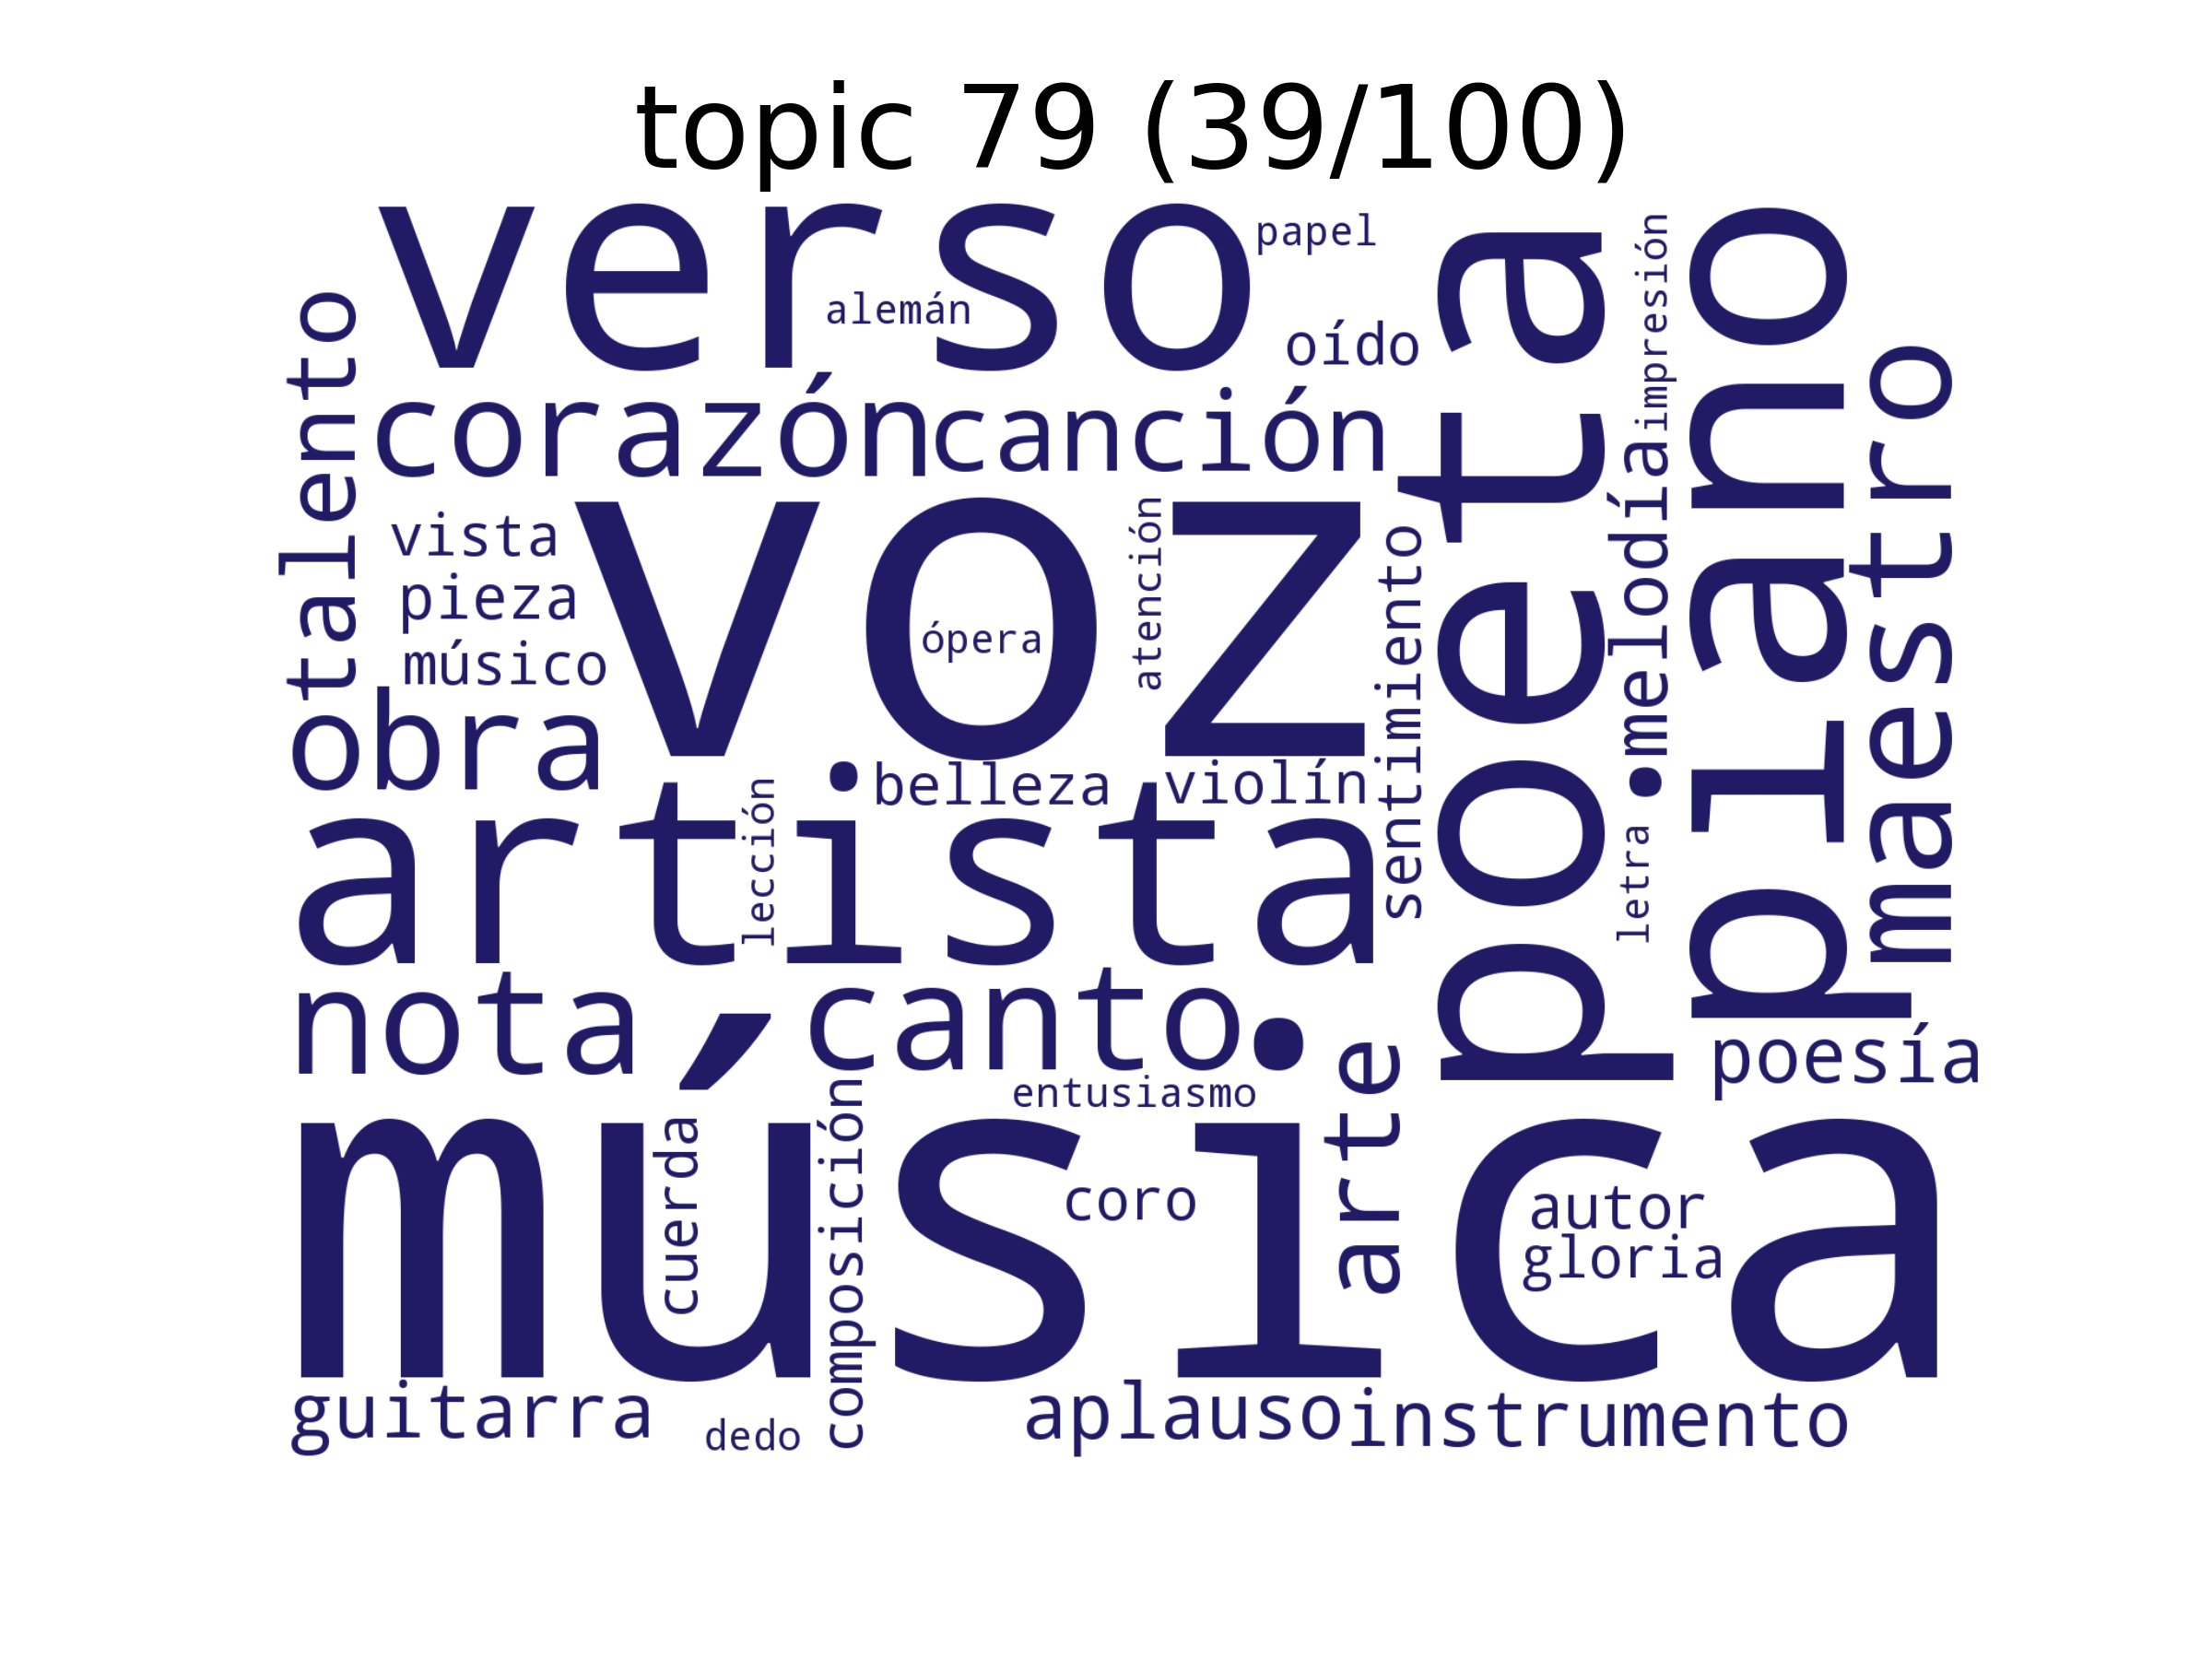 topic 79 (39/100)
verso
papel
alemán
oído
impresión
talento
corazón
canción
poeta
piano
maestro
melodía
vista
pieza
músico
voz
ópera
atención
sentimiento
obra
belleza
violín
artista
lección
letra
nota
canto
poesía
entusiasmo
arte
música
cuerda
composición
coro
autor
gloria
guitarra
dedo
aplauso
instrumento